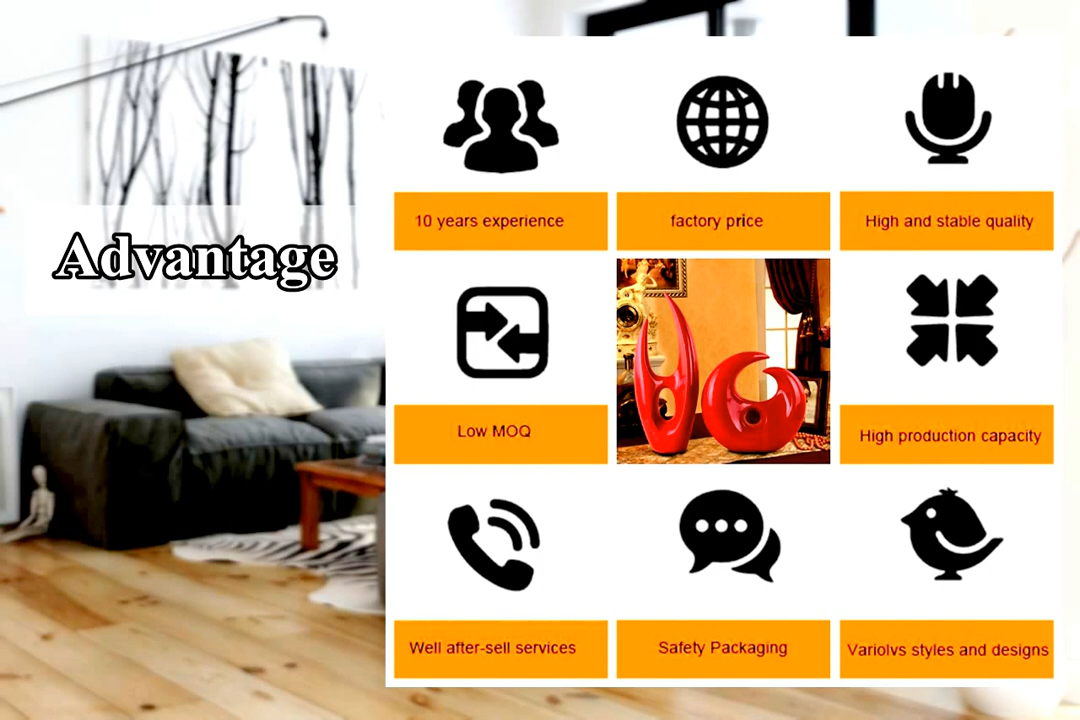 Advantage
10 years experience
factory price
High and stable quality
Low MOQ
High production capacity
Well after-sell services
Safety Packaging
Variolvs styles and designs